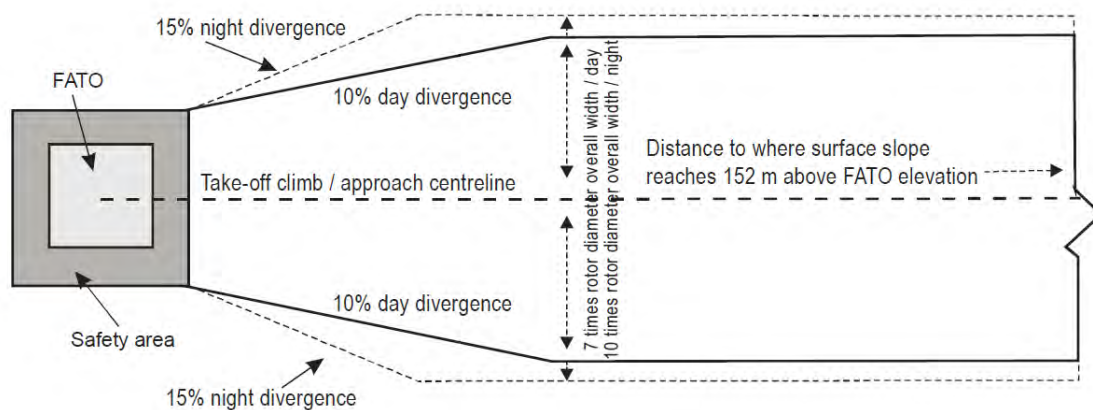 15% night divergence
FATO
10% day divergence
7 times rotor diameter overall width / day
10 times rotor diameter overall width / night
Distance to where surface slope
reaches 152 m above FATO elevation
Take-off climb / approach centreline
10% day divergence
Safety area
15% night divergence